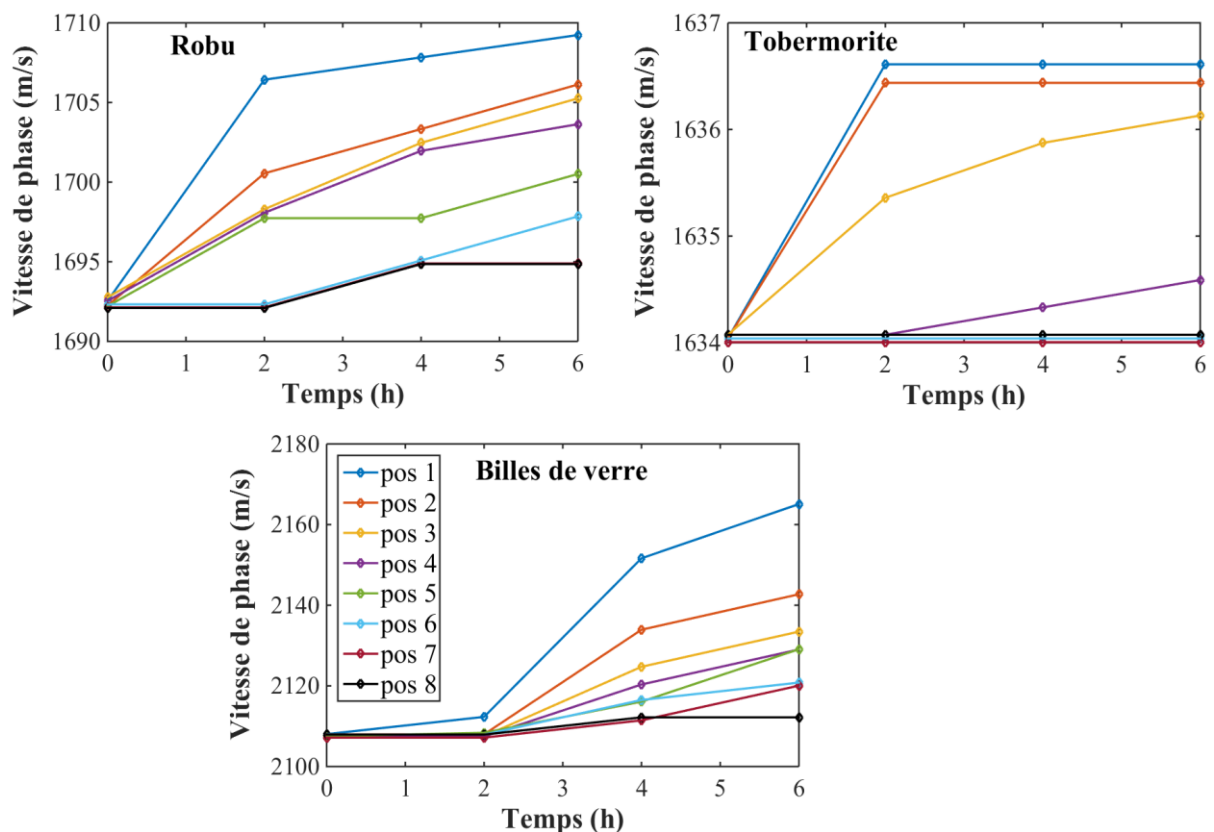 Robu
Vitesse de phase (m/s)
1710
1705
1700
1695
1690
0 1 2 3 4 5 6
Temps (h)
Tobermorite
Vitesse de phase (m/s)
1637
1636
1635
1634
0 1 2 3 4 5 6
Temps (h)
Billes de verre
Vitesse de phase (m/s)
2180
2160
2140
2120
2100
pos 1
pos 2
pos 3
pos 4
pos 5
pos 6
pos 7
pos 8
0 1 2 3 4 5 6
Temps (h)